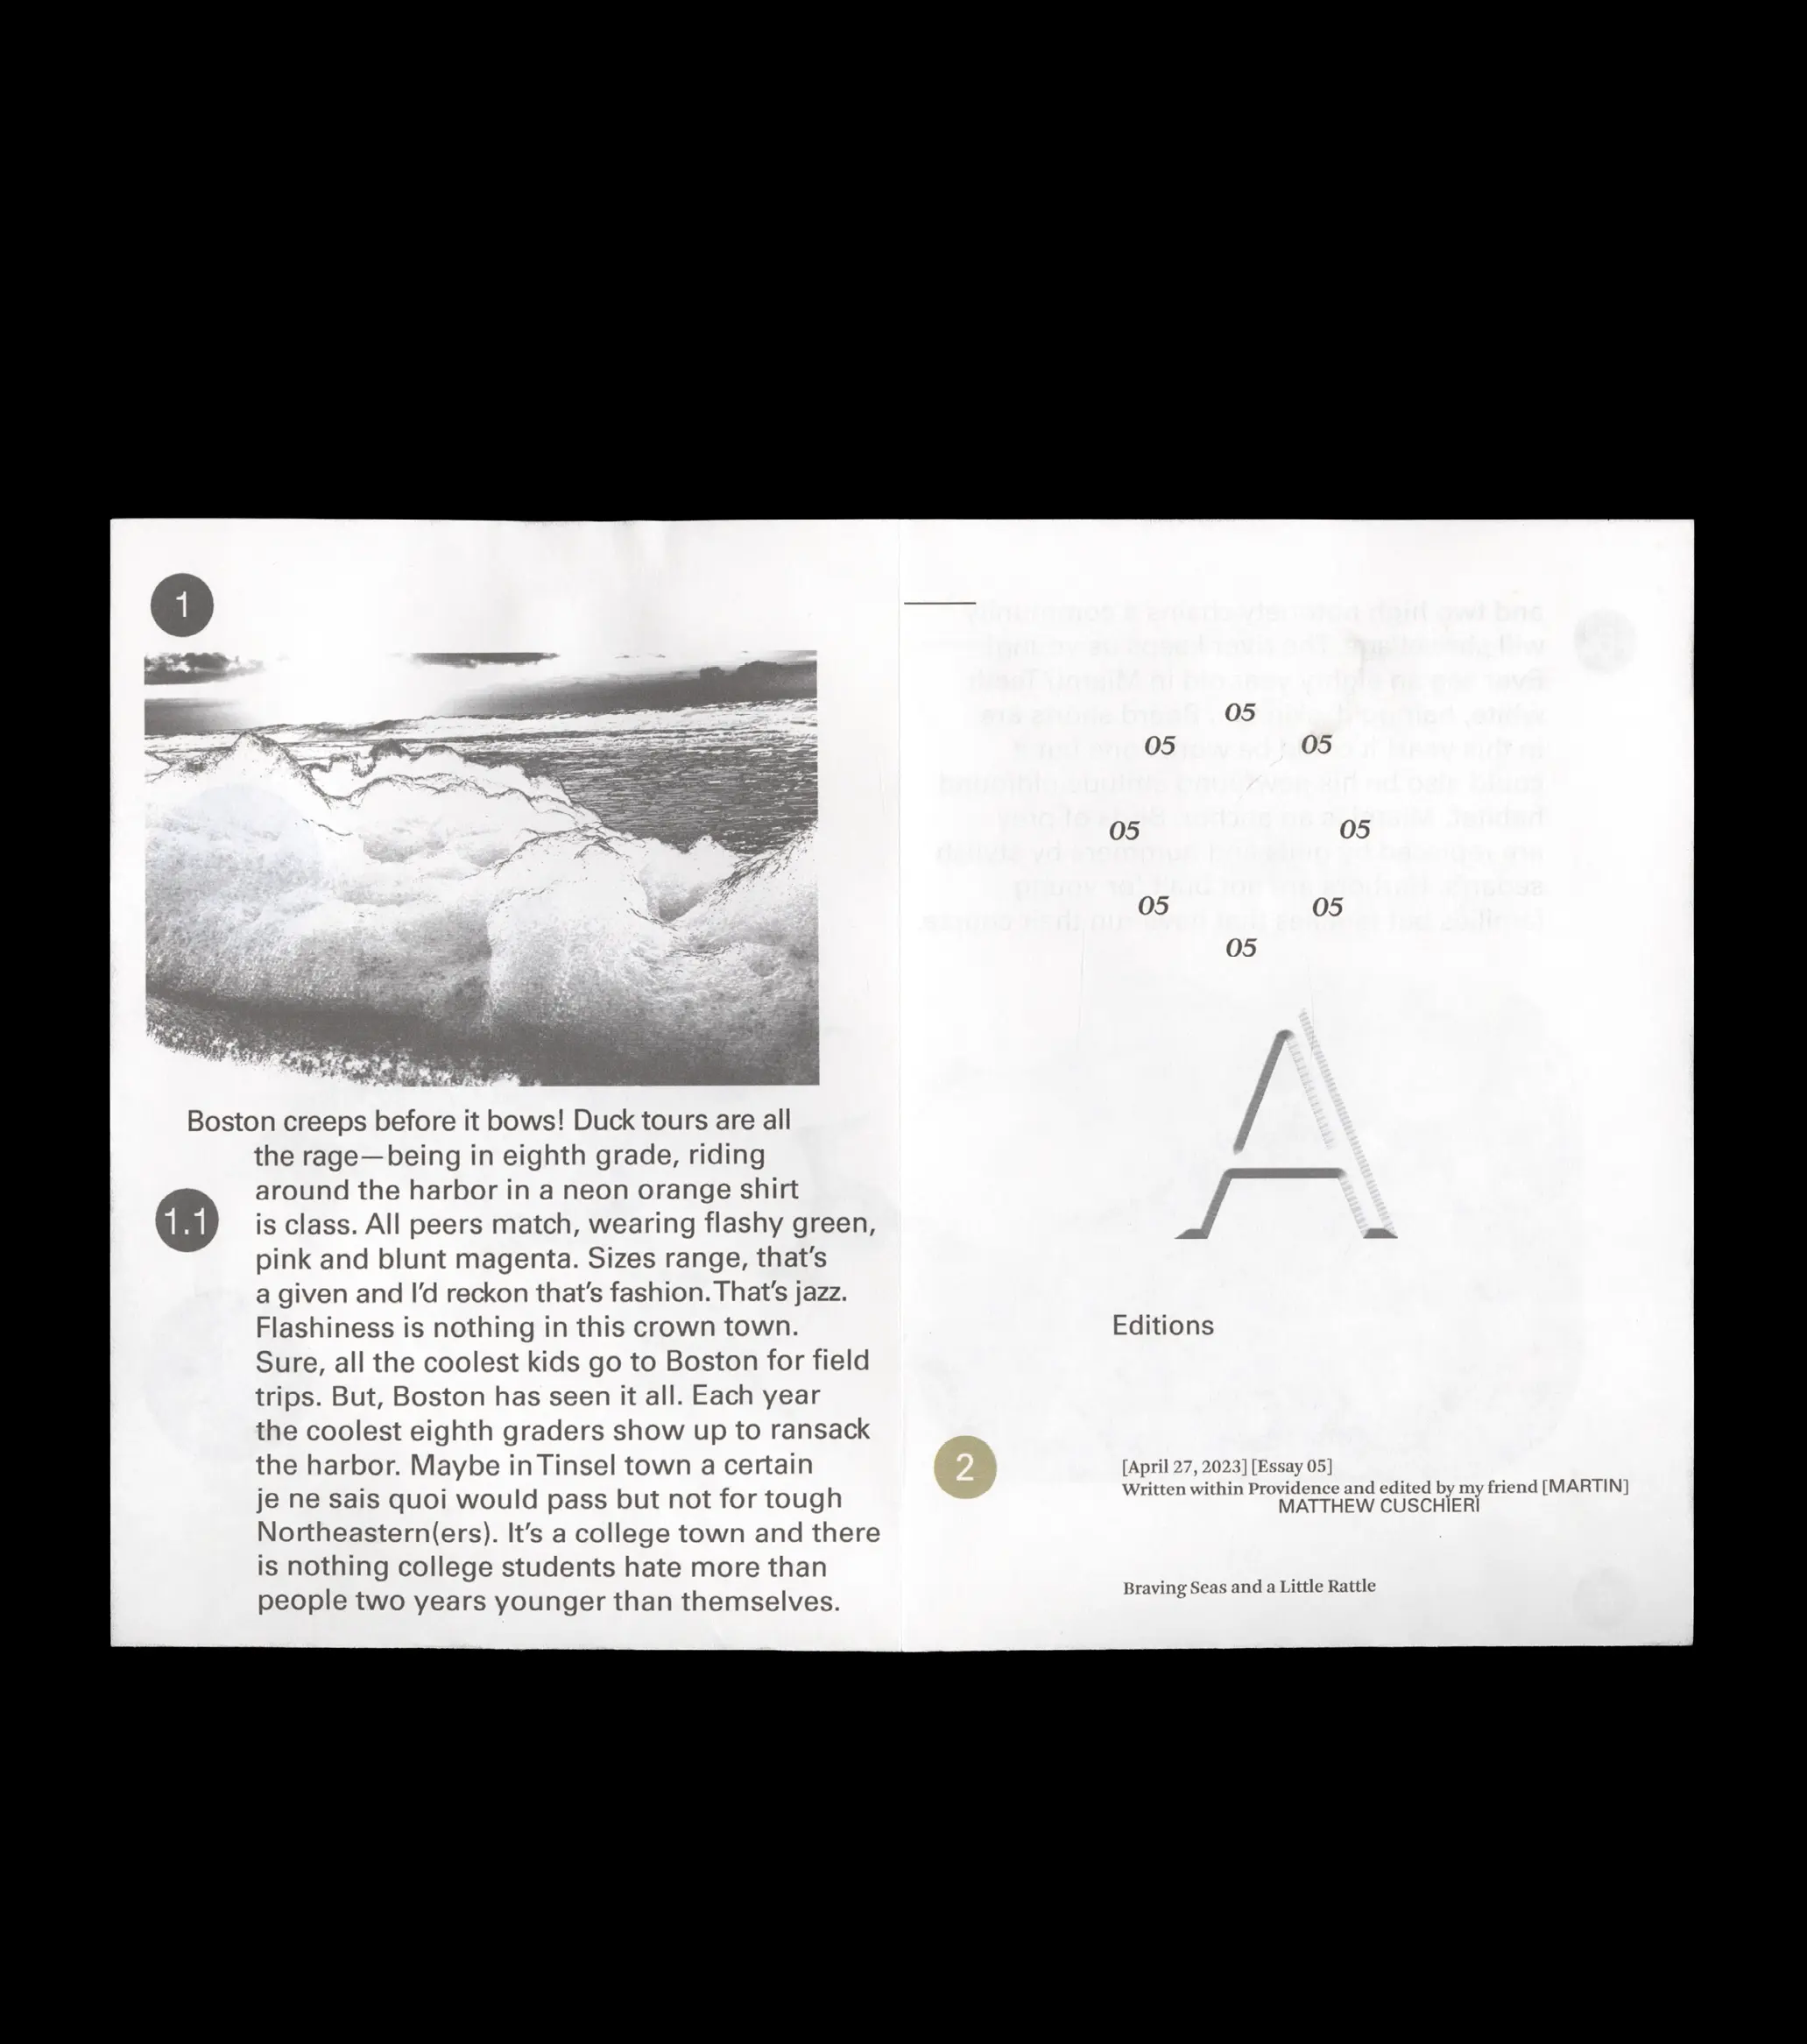 1
Boston creeps before it bows! Duck tours are all
the rage—being in eighth grade, riding
around the harbor in a neon orange shirt
1.1
is class. All peers match, wearing flashy green,
pink and blunt magenta. Sizes range, that's
a given and I'd reckon that's fashion. That's jazz.
Flashiness is nothing in this crown town.
Sure, all the coolest kids go to Boston for field
trips. But, Boston has seen it all. Each year
the coolest eighth graders show up to ransack
the harbor. Maybe in Tinsel town a certain
je ne sais quoi would pass but not for tough
Northeastern(ers). It's a college town and there
is nothing college students hate more than
people two years younger than themselves.
05
05 05
05 05
05 05
05
A
Editions
2
[April 27, 2023] [Essay 05]
Written within Providence and edited by my friend [MARTIN]
MATTHEW CUSCHIERI
Braving Seas and a Little Rattle